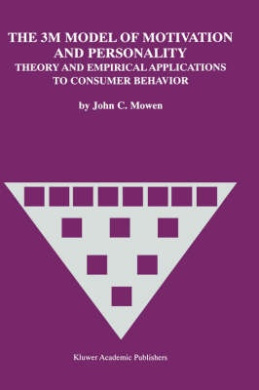 THE 3M MODEL OF MOTIVATION
AND PERSONALITY
THEORY AND EMPIRICAL APPLICATIONS
TO CONSUMER BEHAVIOR
by John C. Mowen
Kluwer Academic Publishers